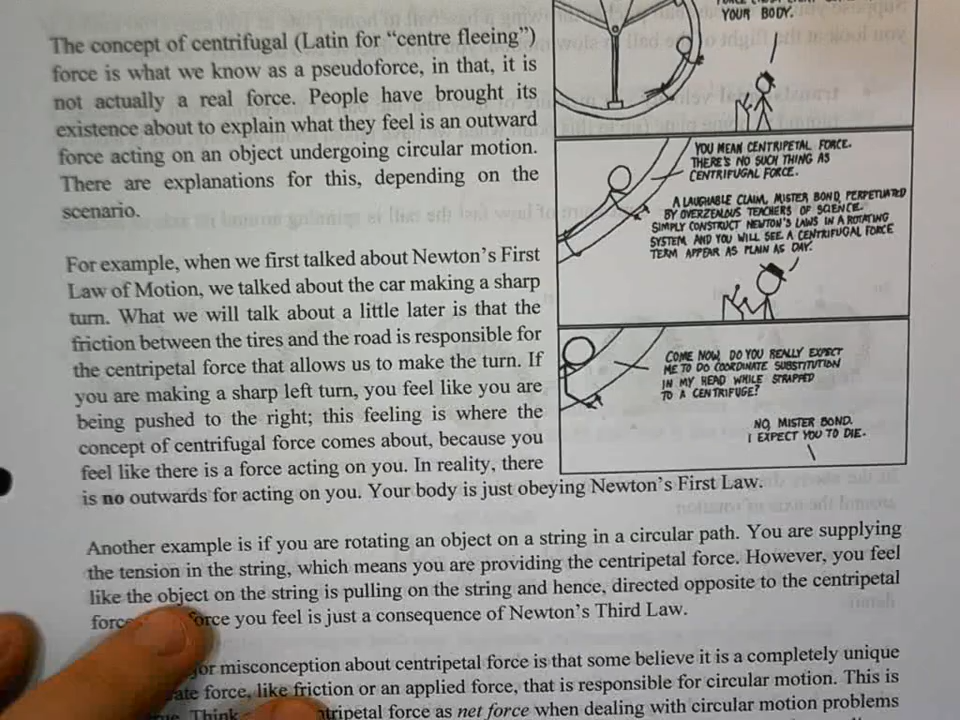 YOUR BODY.
The concept of centrifugal (Latin for “centre fleeing”)
force is what we know as a pseudoforce, in that, it is
not actually a real force. People have brought its
existence about to explain what they feel is an outward
force acting on an object undergoing circular motion.
There are explanations for this, depending on the
scenario.
YOU MEAN CENTRIPETAL FORCE.
THERE'S NO SUCH THING AS
CENTRIFUGAL FORCE.
A LAUGHABLE CLAIM, MISTER BOND, PERPETUATED
BY OVERZEALOUS TEACHERS OF SCIENCE.
SIMPLY CONSTRUCT NEWTON'S LAWS IN A ROTATING
SYSTEM AND YOU WILL SEE A CENTRIFUGAL FORCE
TERM APPEAR AS PLAIN AS DAY.
For example, when we first talked about Newton’s First
Law of Motion, we talked about the car making a sharp
turn. What we will talk about a little later is that the
friction between the tires and the road is responsible for
the centripetal force that allows us to make the turn. If
you are making a sharp left turn, you feel like you are
being pushed to the right; this feeling is where the
concept of centrifugal force comes about, because you
feel like there is a force acting on you. In reality, there
is no outwards for acting on you. Your body is just obeying Newton’s First Law.
COME NOW, DO YOU REALLY EXPECT
ME TO DO COORDINATE SUBSTITUTION
IN MY HEAD WHILE STRAPPED
TO A CENTRIFUGE?
NO, MISTER BOND.
I EXPECT YOU TO DIE.
Another example is if you are rotating an object on a string in a circular path. You are supplying
the tension in the string, which means you are providing the centripetal force. However, you feel
like the object on the string is pulling on the string and hence, directed opposite to the centripetal
force you feel is just a consequence of Newton’s Third Law.
misconception about centripetal force is that some believe it is a completely unique
force, like friction or an applied force, that is responsible for circular motion. This is
Think force as net force when dealing with circular motion problems